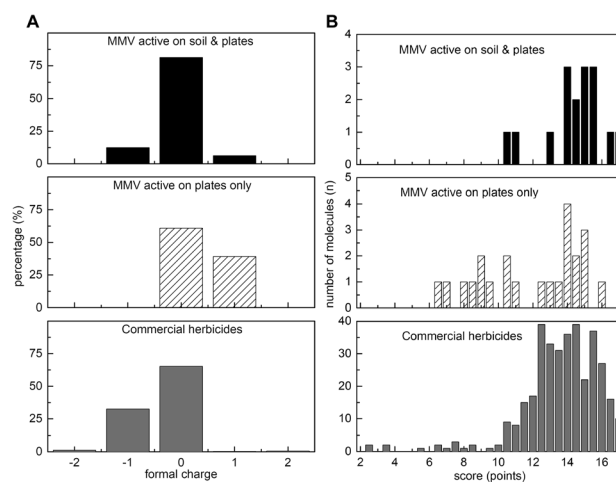 A
B
MMV active on soil & plates
75
50
25
0
MMV active on soil & plates
4
3
2
1
0
percentage (%)
MMV active on plates only
75
50
25
0
number of molecules (n)
MMV active on plates only
5
4
3
2
1
0
Commercial herbicides
75
50
25
0
-2 -1 0 1 2
formal charge
Commercial herbicides
40
30
20
10
0
2 4 6 8 10 12 14 16
score (points)